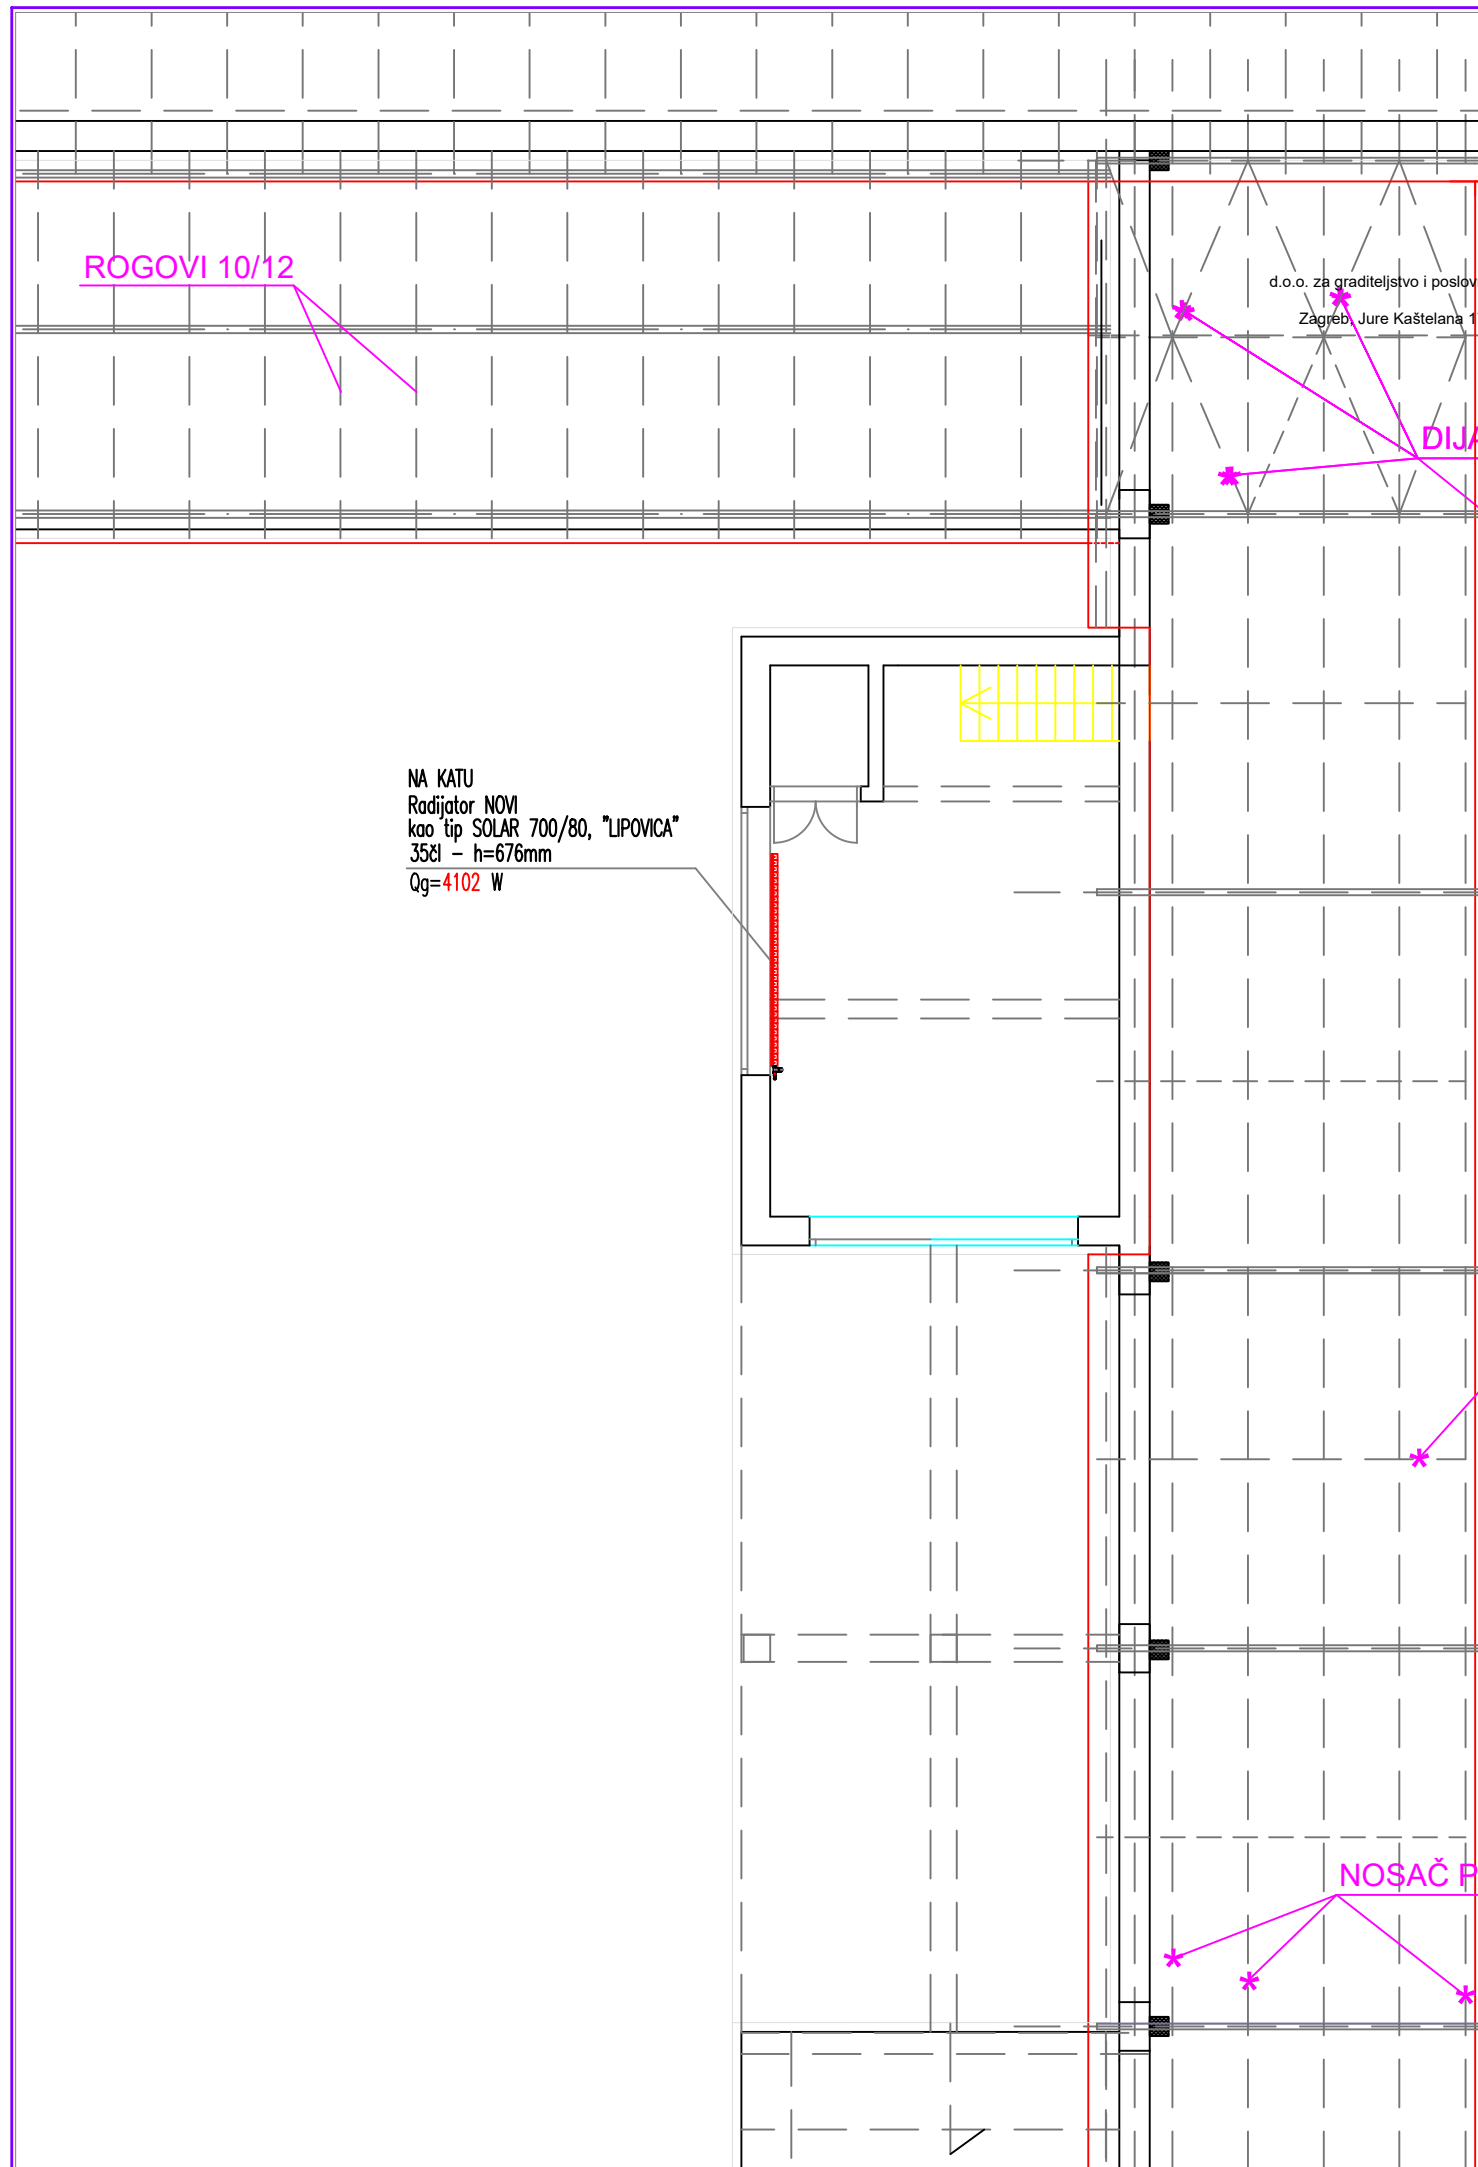 ROGOVI 10/12
d.o.o. za graditeljstvo i poslov
Zagreb, Jure Kaštelana 1
DIJA
NA KATU
Radijator NOVI
kao tip SOLAR 700/80, "LIPOVICA"
35čl - h=676mm
Qg=4102 W
NOSAČ P